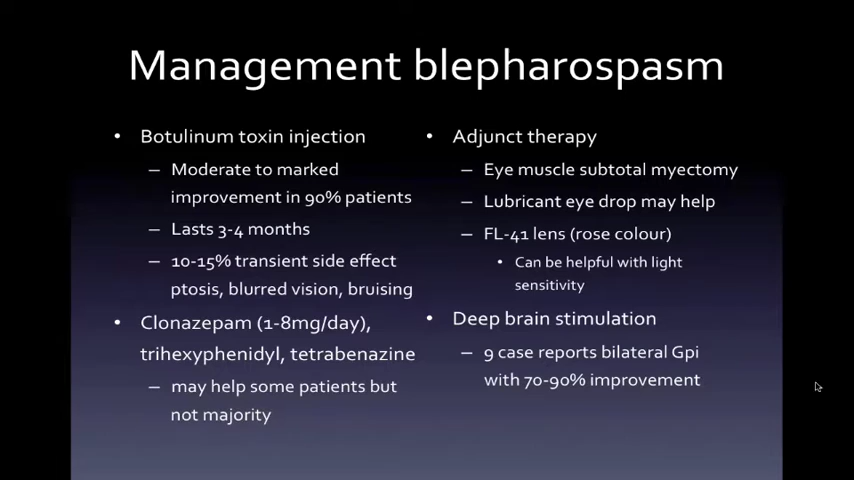 Management blepharospasm
• Botulinum toxin injection
– Moderate to marked
improvement in 90% patients
– Lasts 3-4 months
– 10-15% transient side effect
ptosis, blurred vision, bruising
• Clonazepam (1-8mg/day),
trihexyphenidyl, tetrabenazine
– may help some patients but
not majority
• Adjunct therapy
– Eye muscle subtotal myectomy
– Lubricant eye drop may help
– FL-41 lens (rose colour)
• Can be helpful with light
sensitivity
• Deep brain stimulation
– 9 case reports bilateral Gpi
with 70-90% improvement